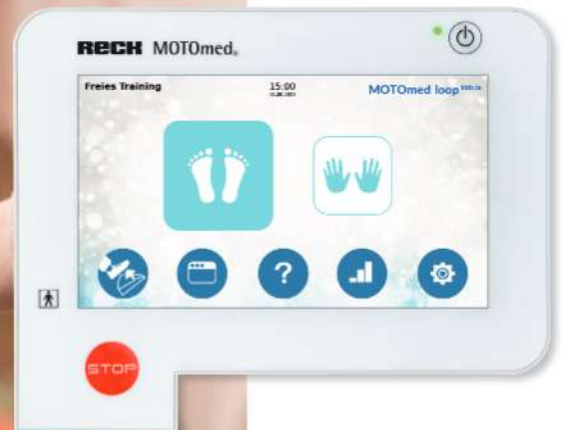 RECK MOTOmed®
Freies Training
15:00
MOTOmed loop
?
STOP